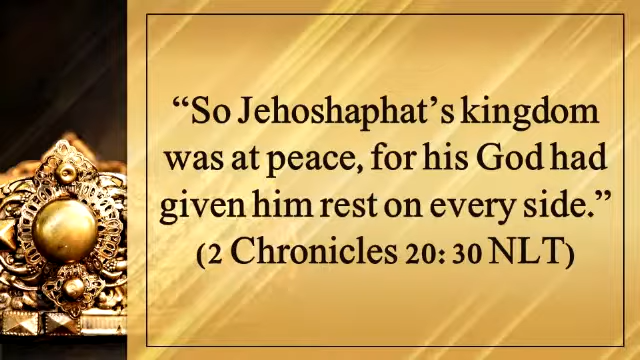 “So Jehoshaphat’s kingdom
was at peace, for his God had
given him rest on every side.”
(2 Chronicles 20: 30 NLT)